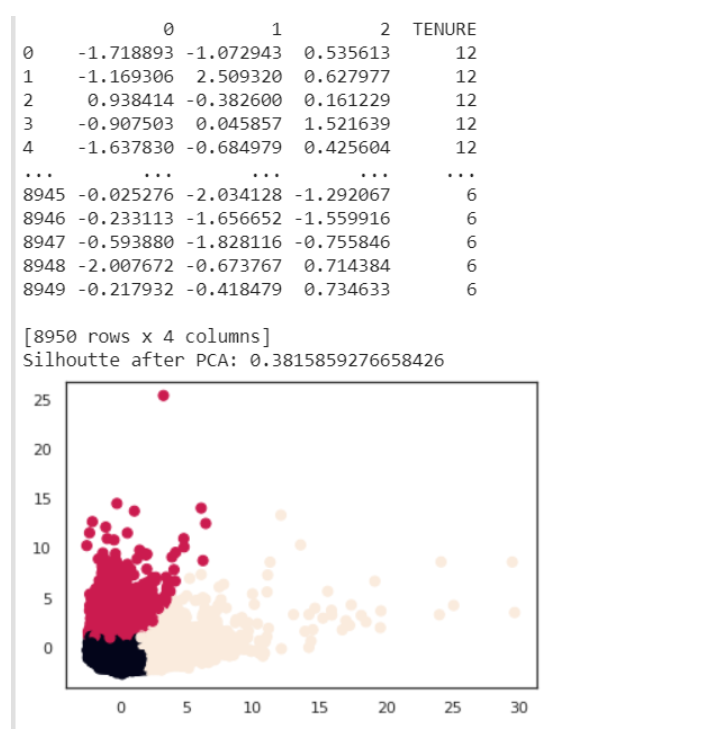 0 1 2 TENURE
0 -1.718893 -1.072943 0.535613 12
1 -1.169306 2.509320 0.627977 12
2 0.938414 -0.382600 0.161229 12
3 -0.907503 0.045857 1.521639 12
4 -1.637830 -0.684979 0.425604 12
... ... ... ... ...
8945 -0.025276 -2.034128 -1.292067 6
8946 -0.233113 -1.656652 -1.559916 6
8947 -0.593880 -1.828116 -0.755846 6
8948 -2.007672 -0.673767 0.714384 6
8949 -0.217932 -0.418479 0.734633 6
[8950 rows x 4 columns]
Silhoutte after PCA: 0.3815859276658426
25
20
15
10
5
0
0 5 10 15 20 25 30